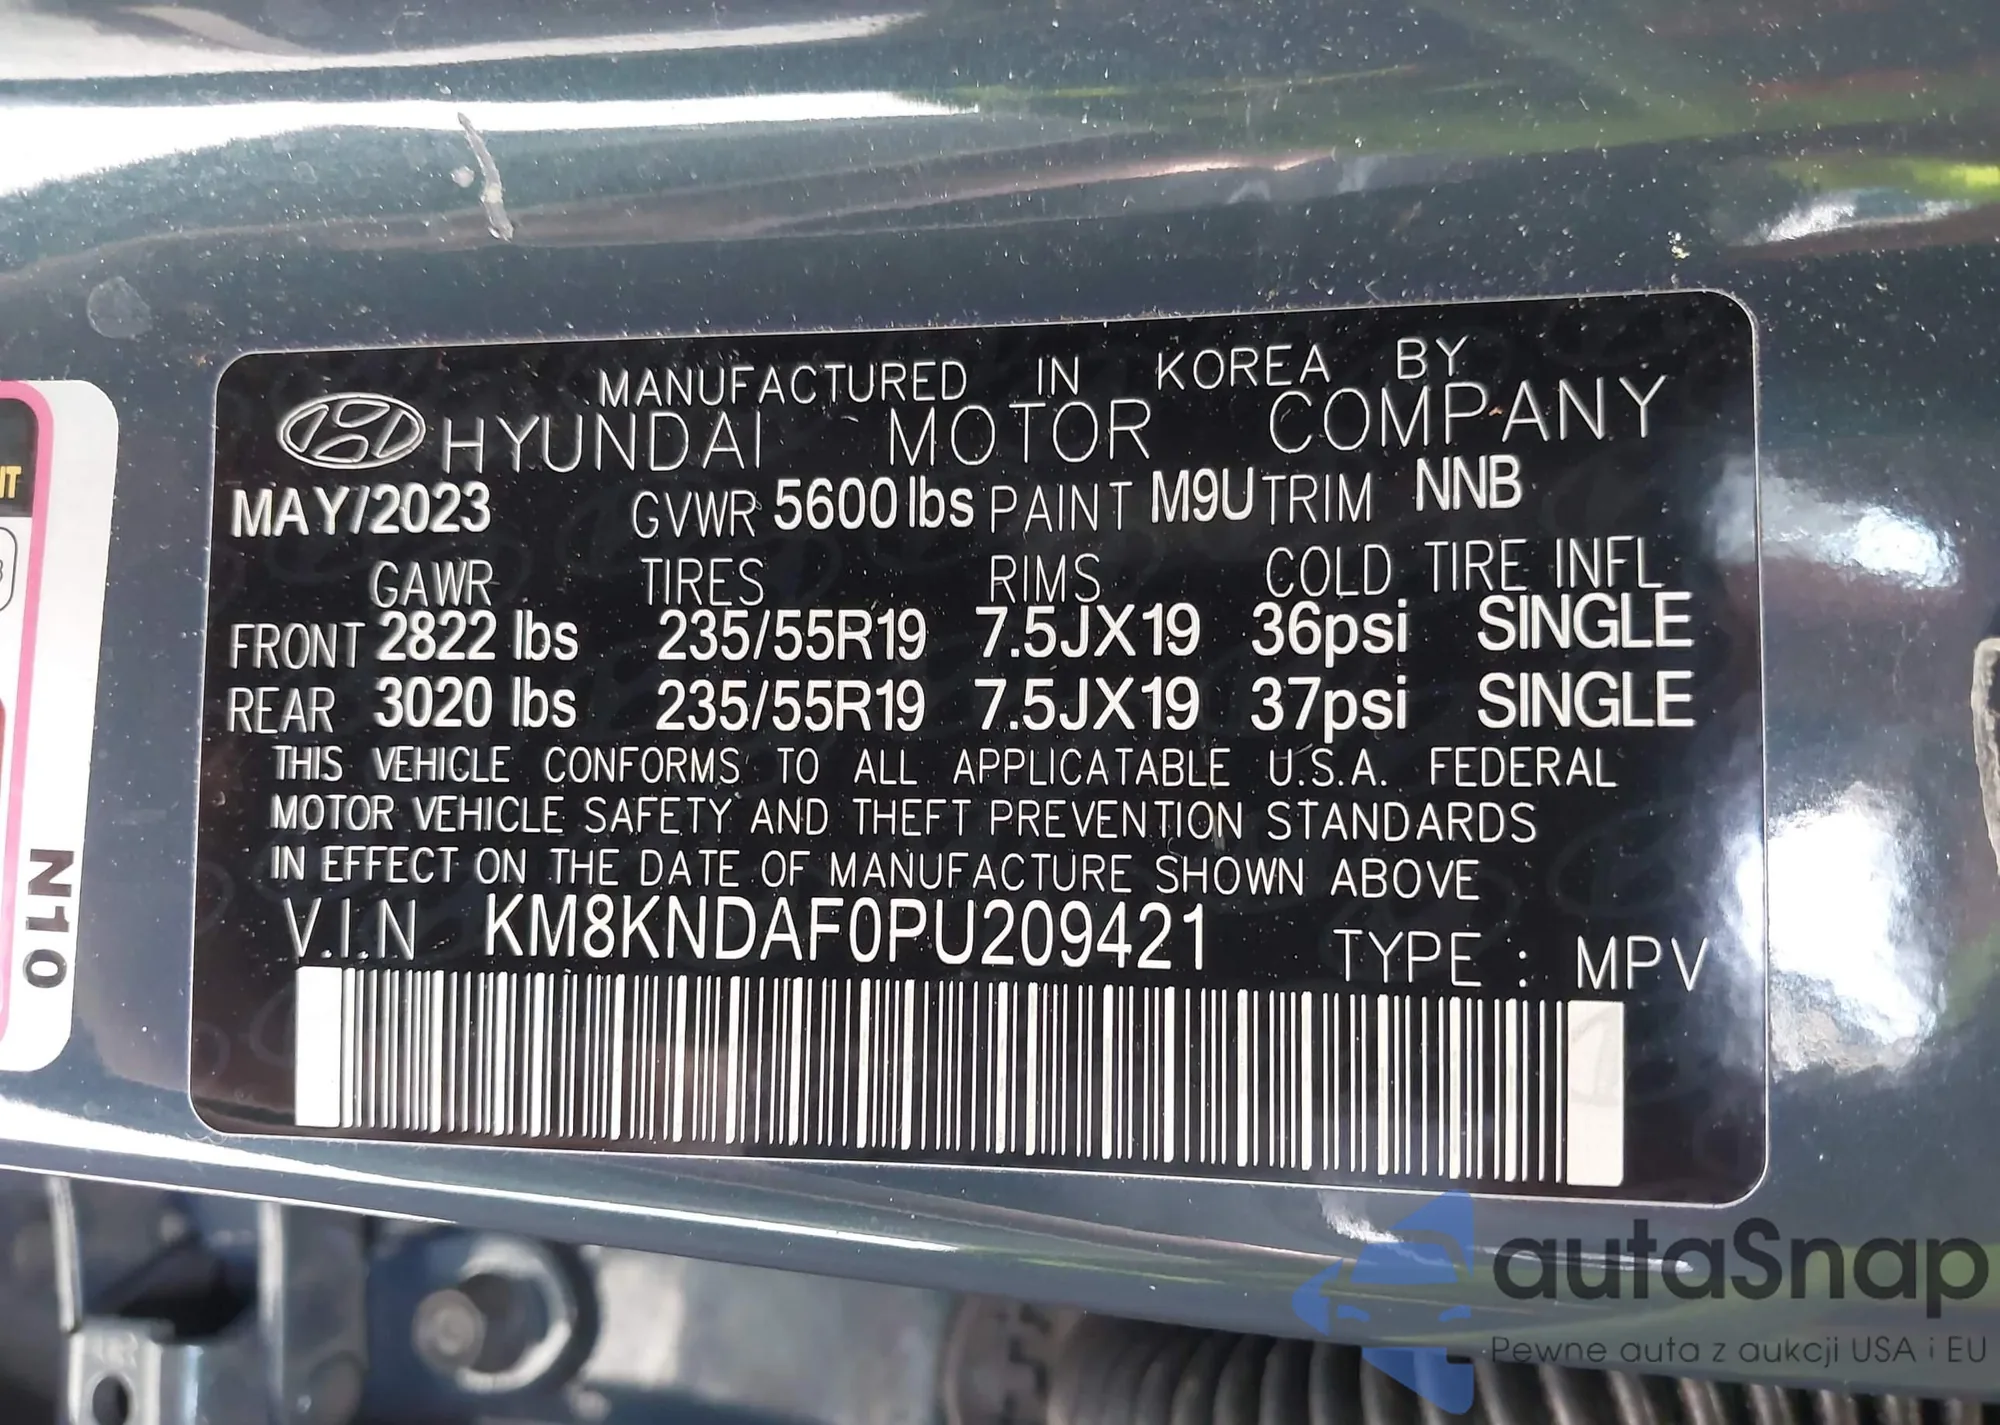 MANUFACTURED IN KOREA BY
HYUNDAI MOTOR COMPANY
MAY/2023 GVWR 5600lbs PAINT M9U TRIM NNB
GAWR TIRES RIMS COLD TIRE INFL
FRONT 2822 lbs 235/55R19 7.5JX19 36psi SINGLE
REAR 3020 lbs 235/55R19 7.5JX19 37psi SINGLE
THIS VEHICLE CONFORMS TO ALL APPLICATABLE U.S.A. FEDERAL
MOTOR VEHICLE SAFETY AND THEFT PREVENTION STANDARDS
IN EFFECT ON THE DATE OF MANUFACTURE SHOWN ABOVE
V.I.N KM8KNDAF0PU209421 TYPE : MPV
N10
autaSnap
Pewne auta z aukcji USA i EU